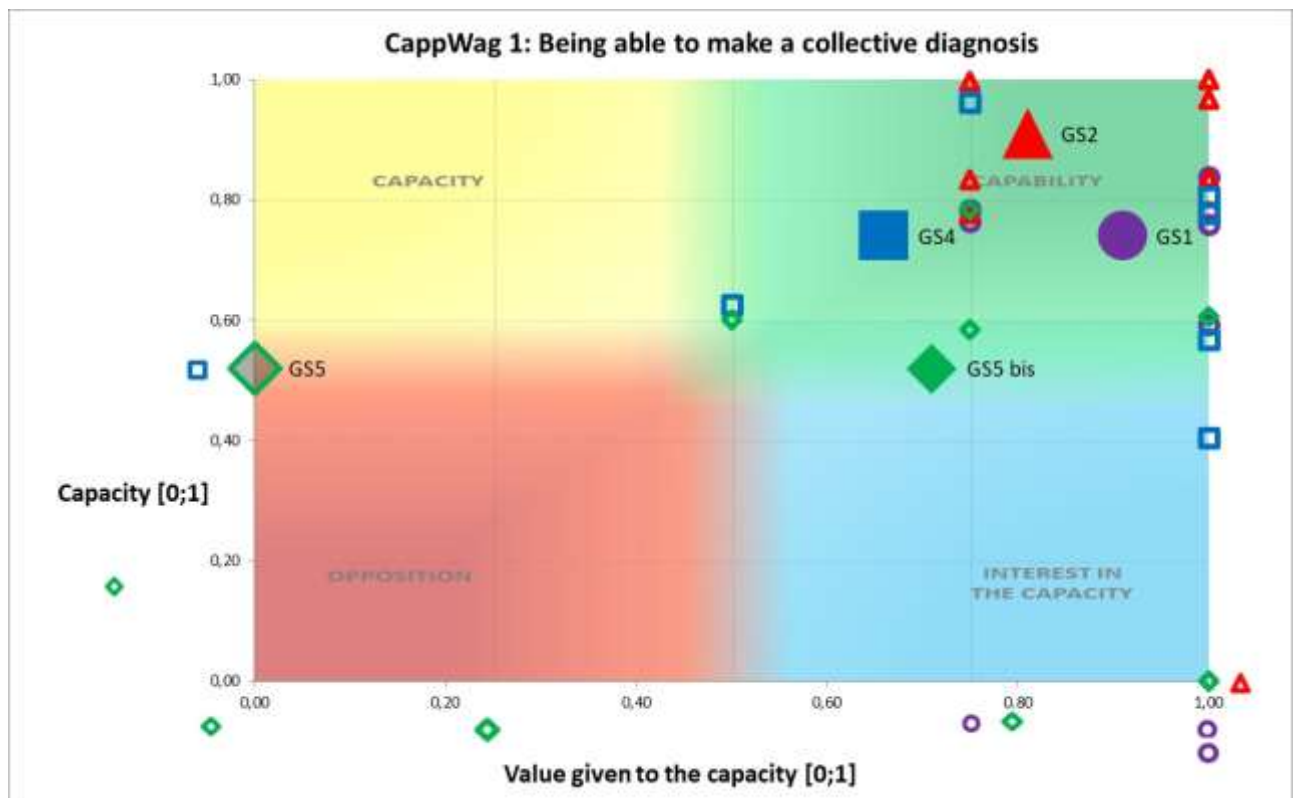 CappWag 1: Being able to make a collective diagnosis
1,00
GS2
CAPACITY
CAPABILITY
0,80
GS4
GS1
0,60
GS5
GS5 bis
0,40
Capacity [0;1]
0,20
OPPOSITION
INTEREST IN
THE CAPACITY
0,00
0,00 0,20 0,40 0,60 0,80 1,00
Value given to the capacity [0;1]